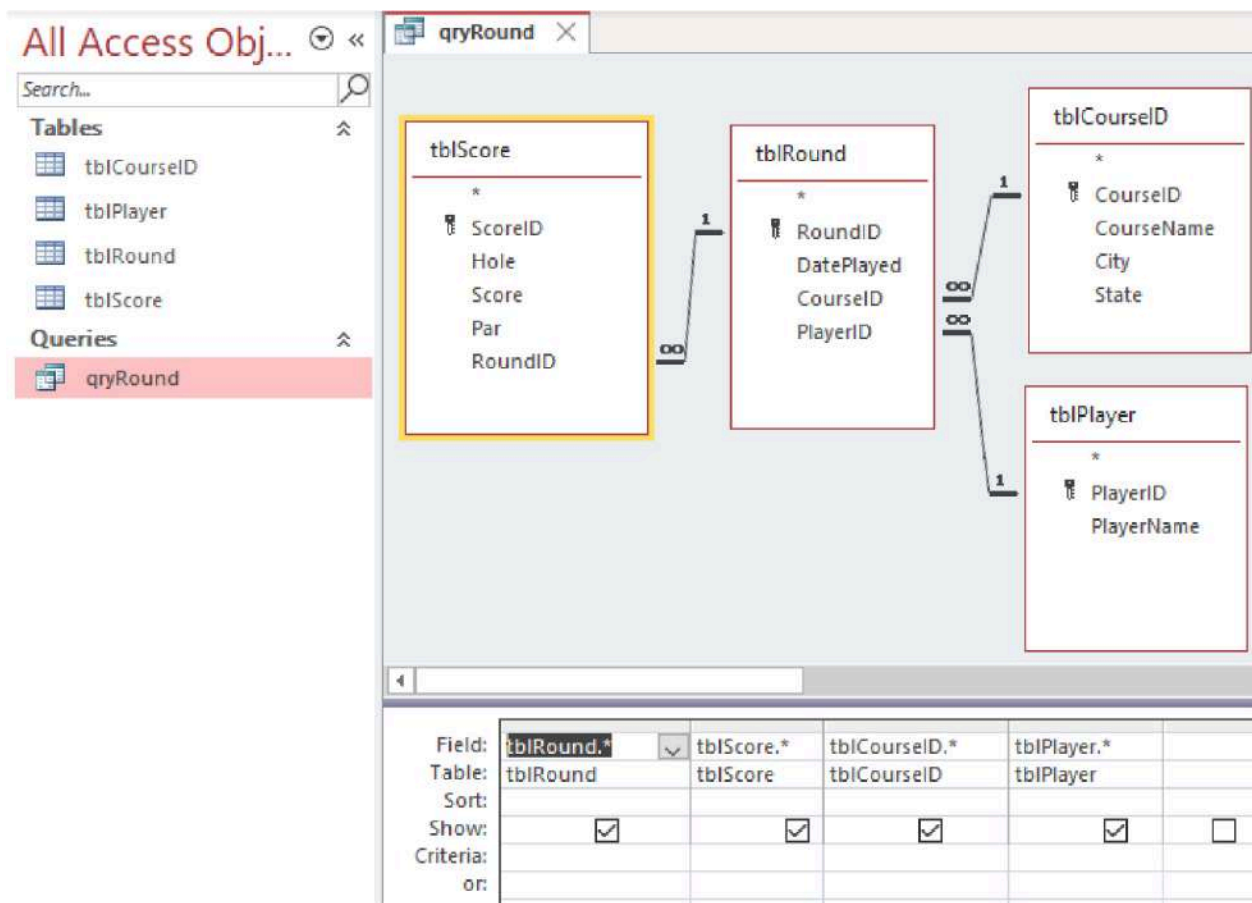 All Access Obj...
Search...
Tables
tblCourseID
tblPlayer
tblRound
tblScore
Queries
qryRound
qryRound
tblScore
*
ScoreID
Hole
Score
Par
RoundID
∞
1
tblRound
*
RoundID
DatePlayed
CourseID
PlayerID
∞
∞
1
1
tblCourseID
*
CourseID
CourseName
City
State
tblPlayer
*
PlayerID
PlayerName
Field: tblRound.* tblScore.* tblCourseID.* tblPlayer.*
Table: tblRound tblScore tblCourseID tblPlayer
Sort:
Show:
Criteria:
or: